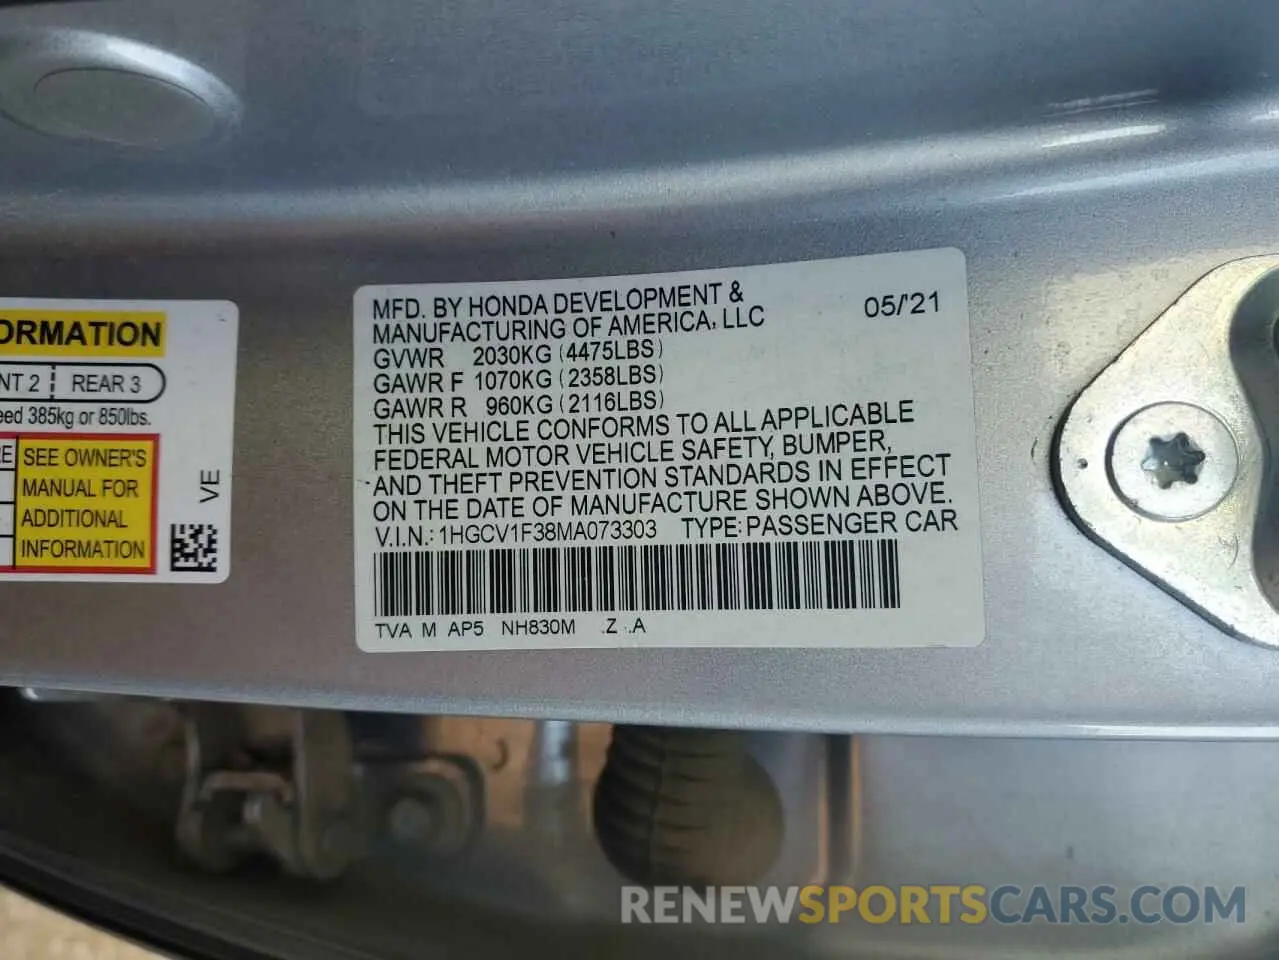 ORMATION
NT 2 REAR 3
eed 385kg or 850lbs.
E
SEE OWNER'S
MANUAL FOR
ADDITIONAL
INFORMATION
VE
MFD. BY HONDA DEVELOPMENT &
MANUFACTURING OF AMERICA, LLC 05/'21
GVWR 2030KG (4475LBS)
GAWR F 1070KG (2358LBS)
GAWR R 960KG (2116LBS)
THIS VEHICLE CONFORMS TO ALL APPLICABLE
FEDERAL MOTOR VEHICLE SAFETY, BUMPER,
AND THEFT PREVENTION STANDARDS IN EFFECT
ON THE DATE OF MANUFACTURE SHOWN ABOVE.
V.I.N.: 1HGCV1F38MA073303 TYPE: PASSENGER CAR
TVA M AP5 NH830M .Z .A
RENEWSPORTSCARS.COM